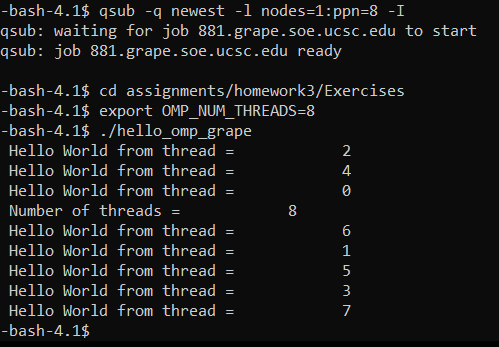 -bash-4.1$ qsub -q newest -l nodes=1:ppn=8 -I
qsub: waiting for job 881.grape.soe.ucsc.edu to start
qsub: job 881.grape.soe.ucsc.edu ready

-bash-4.1$ cd assignments/homework3/Exercises
-bash-4.1$ export OMP_NUM_THREADS=8
-bash-4.1$ ./hello_omp_grape
 Hello World from thread =            2
 Hello World from thread =            4
 Hello World from thread =            0
 Number of threads =            8
 Hello World from thread =            6
 Hello World from thread =            1
 Hello World from thread =            5
 Hello World from thread =            3
 Hello World from thread =            7
-bash-4.1$